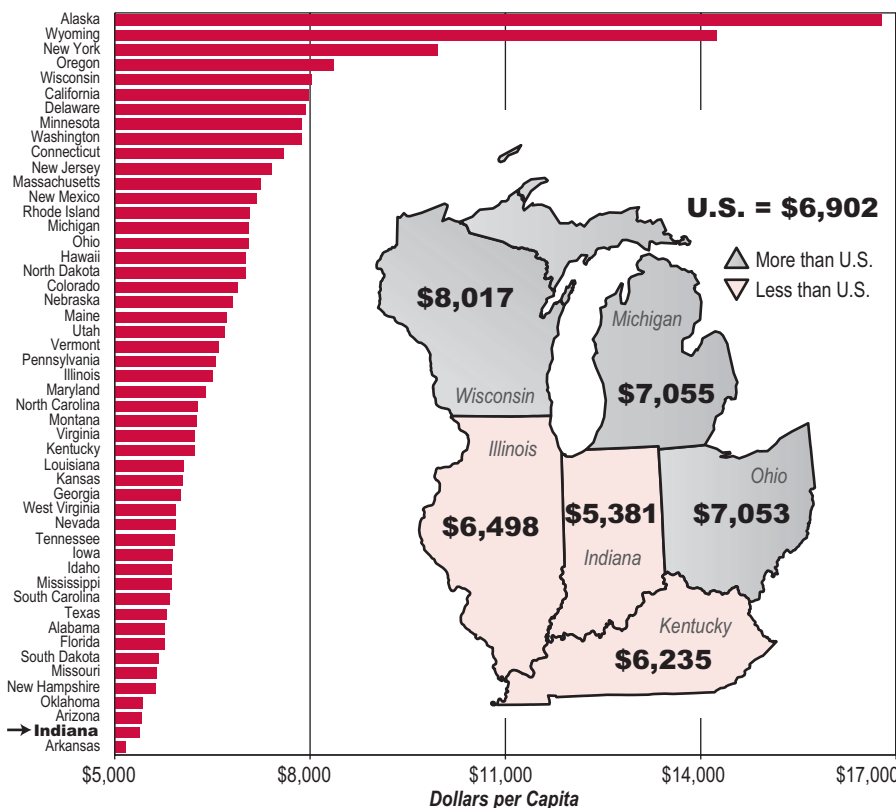 Alaska
Wyoming
New York
Oregon
Wisconsin
California
Delaware
Minnesota
Washington
Connecticut
New Jersey
Massachusetts
New Mexico
Rhode Island
Michigan
Ohio
Hawaii
North Dakota
Colorado
Nebraska
Maine
Utah
Vermont
Pennsylvania
Illinois
Maryland
North Carolina
Montana
Virginia
Kentucky
Louisiana
Kansas
Georgia
West Virginia
Nevada
Tennessee
Iowa
Idaho
Mississippi
South Carolina
Texas
Alabama
Florida
South Dakota
Missouri
New Hampshire
Oklahoma
Arizona
→Indiana
Arkansas
$5,000 $8,000 $11,000 $14,000 $17,000
Dollars per Capita
U.S. = $6,902
More than U.S.
Less than U.S.
$8,017
Wisconsin
Michigan
$7,055
Illinois
$6,498
$5,381
Indiana
Ohio
$7,053
Kentucky
$6,235